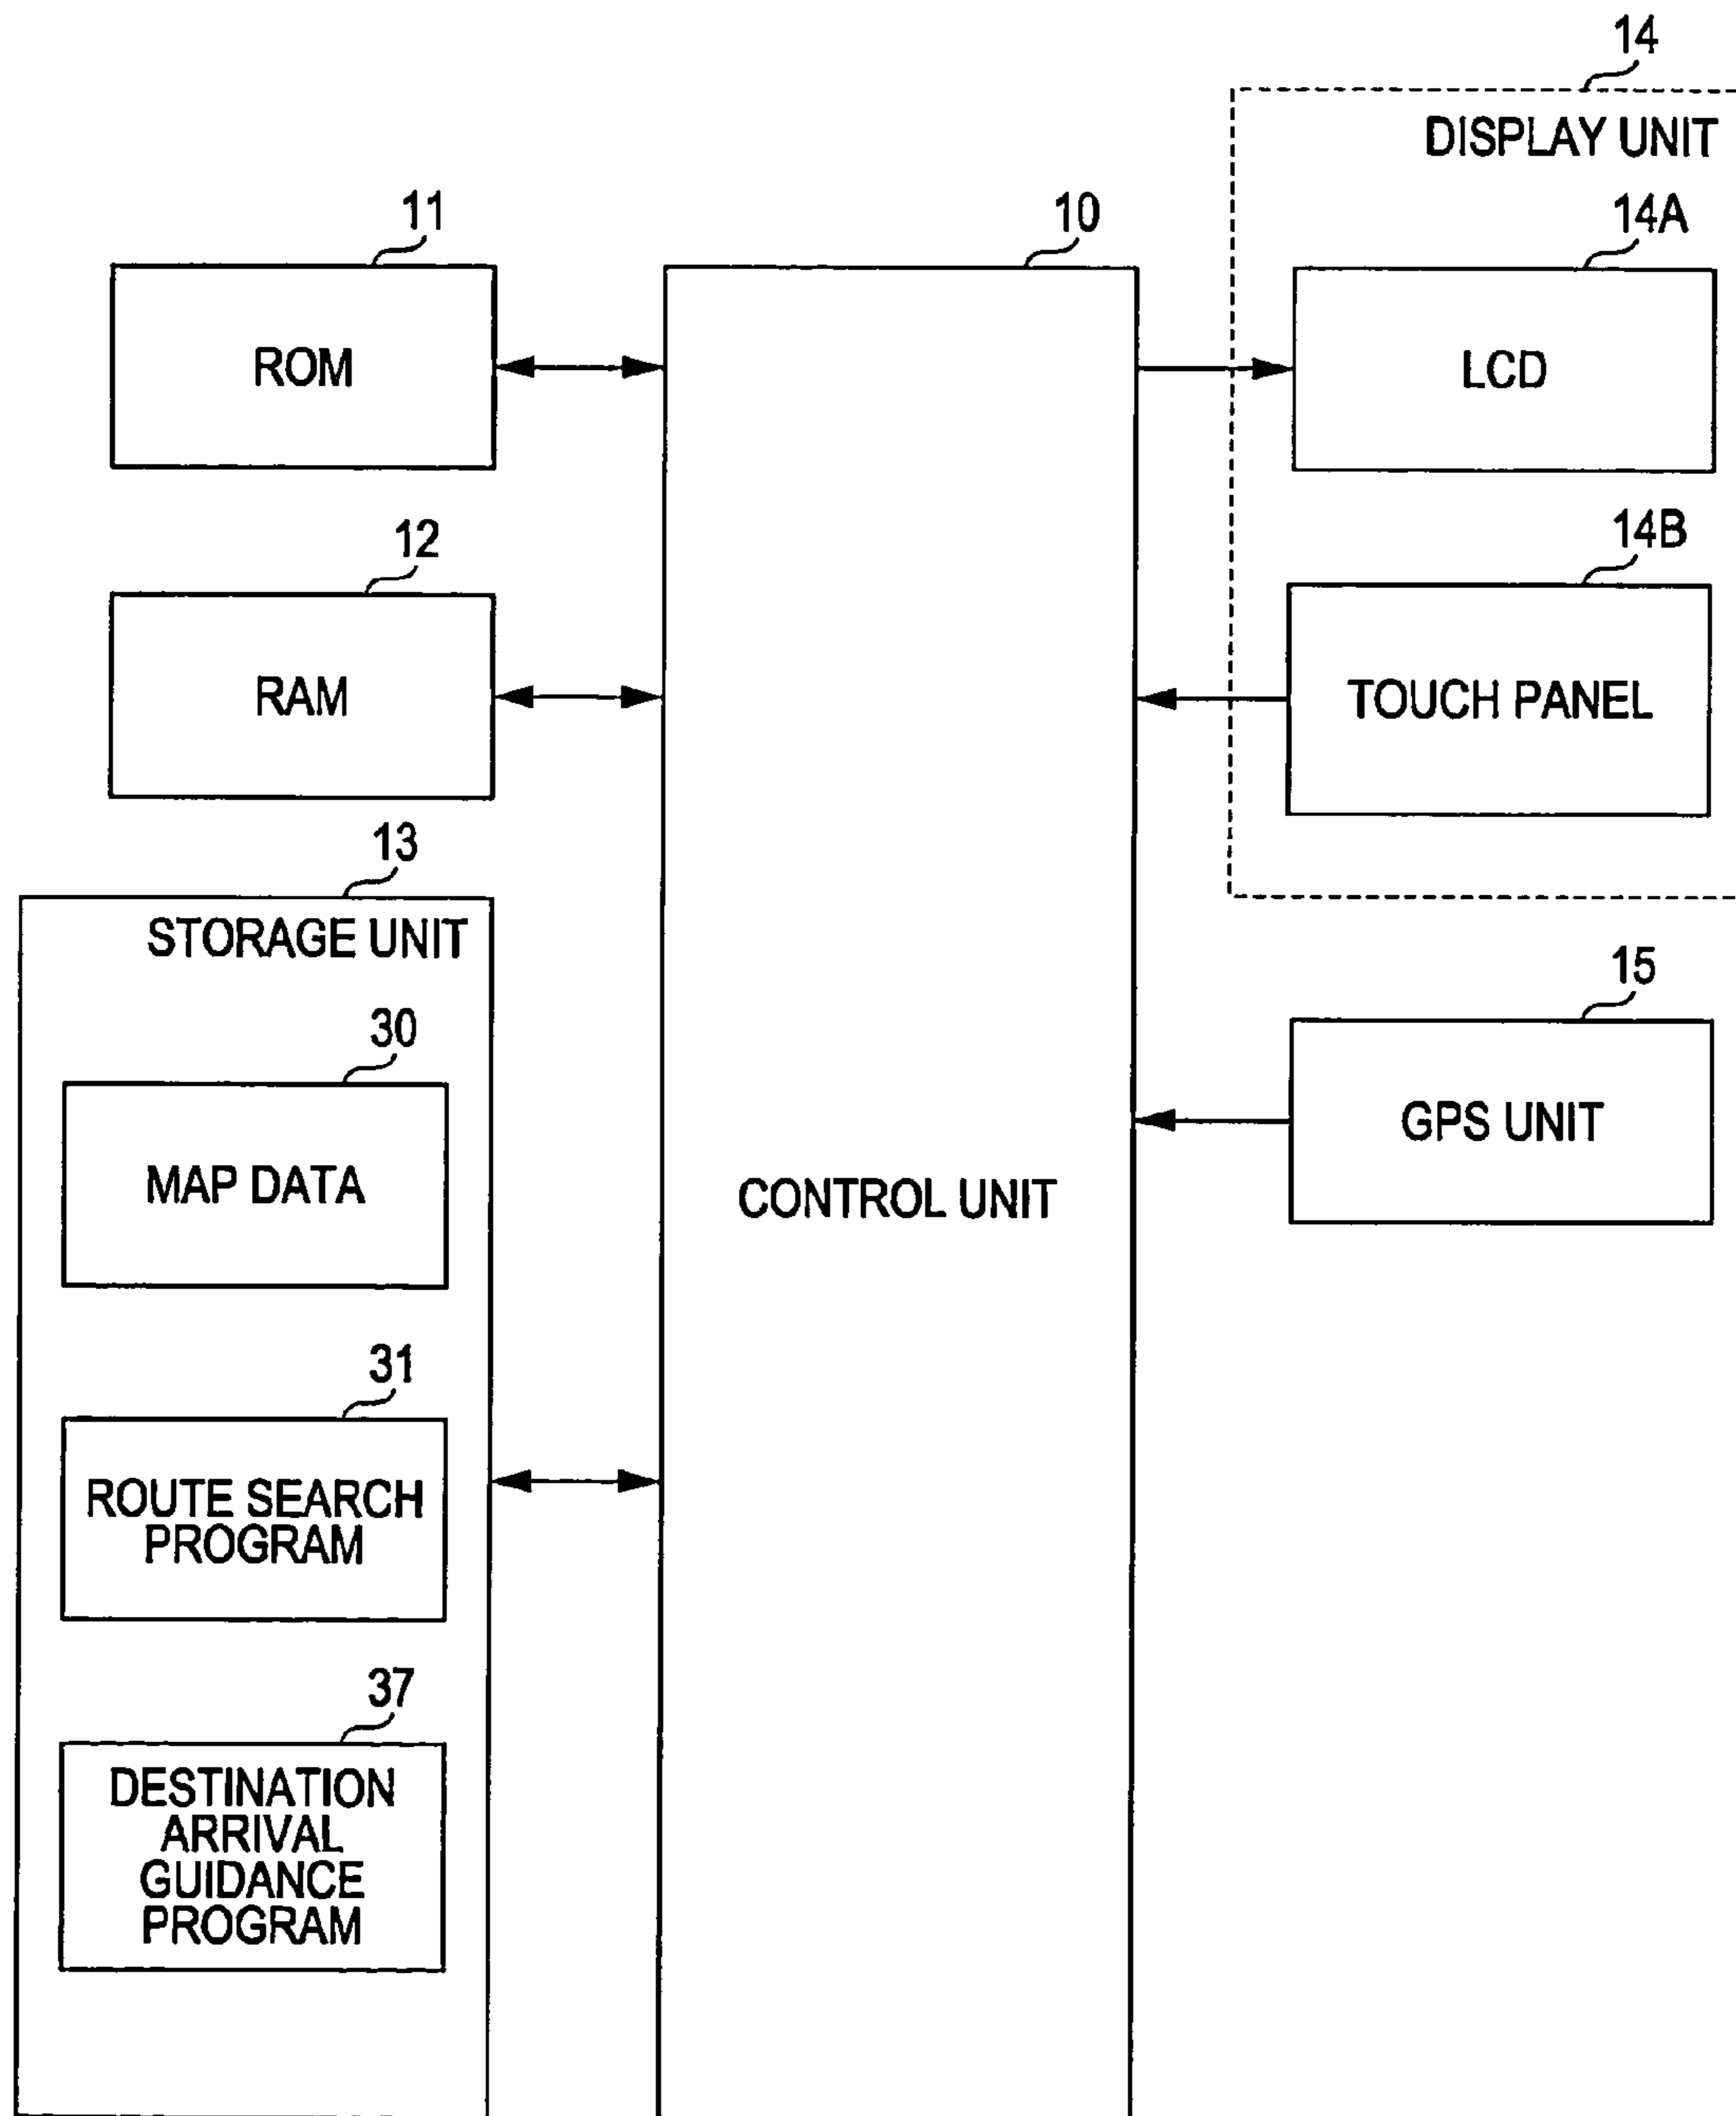 14
DISPLAY UNIT
11
10
14A
ROM
LCD
12
14B
RAM
TOUCH PANEL
13
STORAGE UNIT
15
30
GPS UNIT
MAP DATA
CONTROL UNIT
31
ROUTE SEARCH
PROGRAM
37
DESTINATION
ARRIVAL
GUIDANCE
PROGRAM